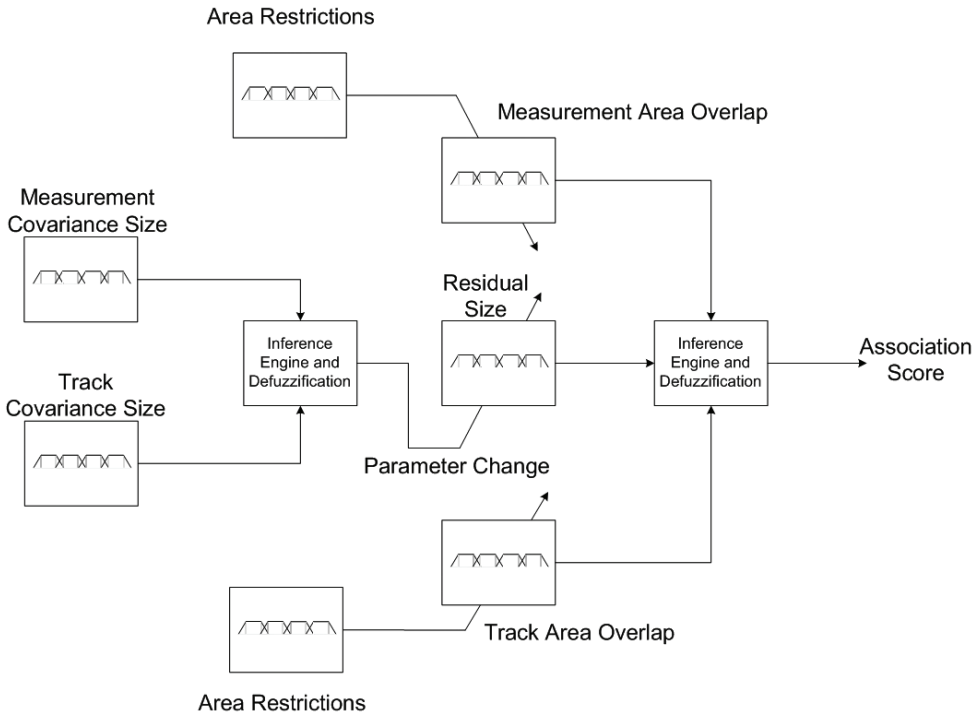 Area Restrictions
Measurement Area Overlap
Measurement
Covariance Size
Residual
Size
Inference
Engine and
Defuzzification
Inference
Engine and
Defuzzification
Association
Score
Track
Covariance Size
Parameter Change
Track Area Overlap
Area Restrictions